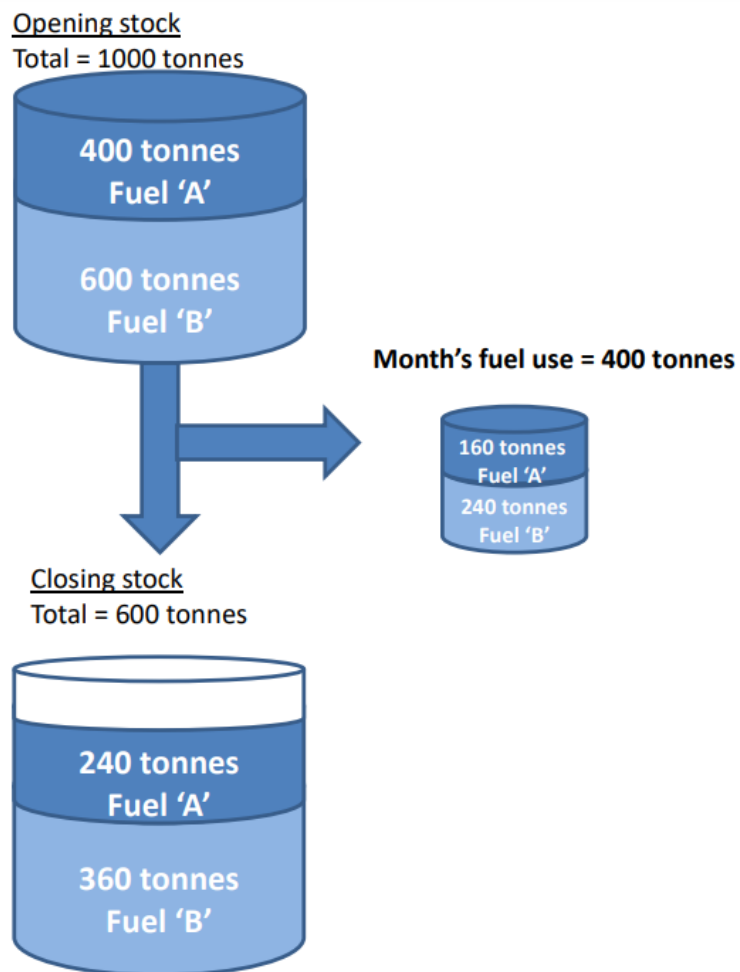 Opening stock
Total = 1000 tonnes
400 tonnes
Fuel ‘A’
600 tonnes
Fuel ‘B’
Month’s fuel use = 400 tonnes
160 tonnes
Fuel ‘A’
240 tonnes
Fuel ‘B’
Closing stock
Total = 600 tonnes
240 tonnes
Fuel ‘A’
360 tonnes
Fuel ‘B’